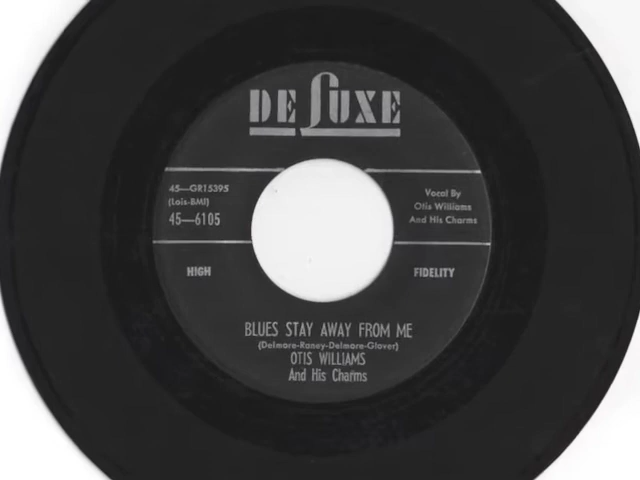 DE LUXE
45—GR15395
(Lois-BMI)
45—6105
Vocal By
Otis Williams
And His Charms
HIGH
FIDELITY
BLUES STAY AWAY FROM ME
(Delmore-Raney-Delmore-Glover)
OTIS WILLIAMS
And His Charms